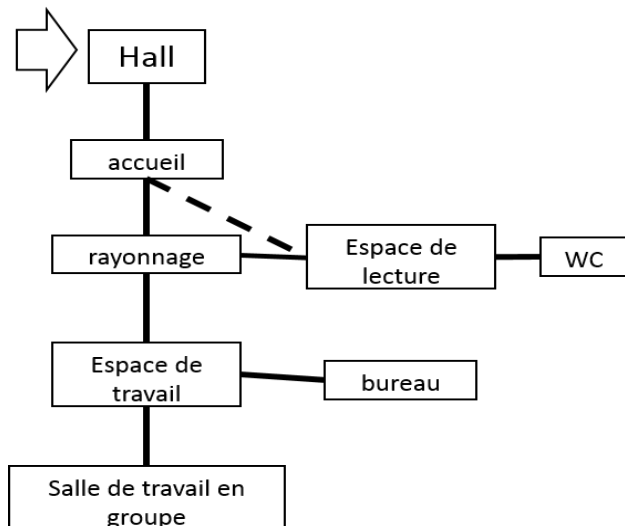 Hall
accueil
rayonnage
Espace de
lecture
WC
Espace de
travail
bureau
Salle de travail en
groupe